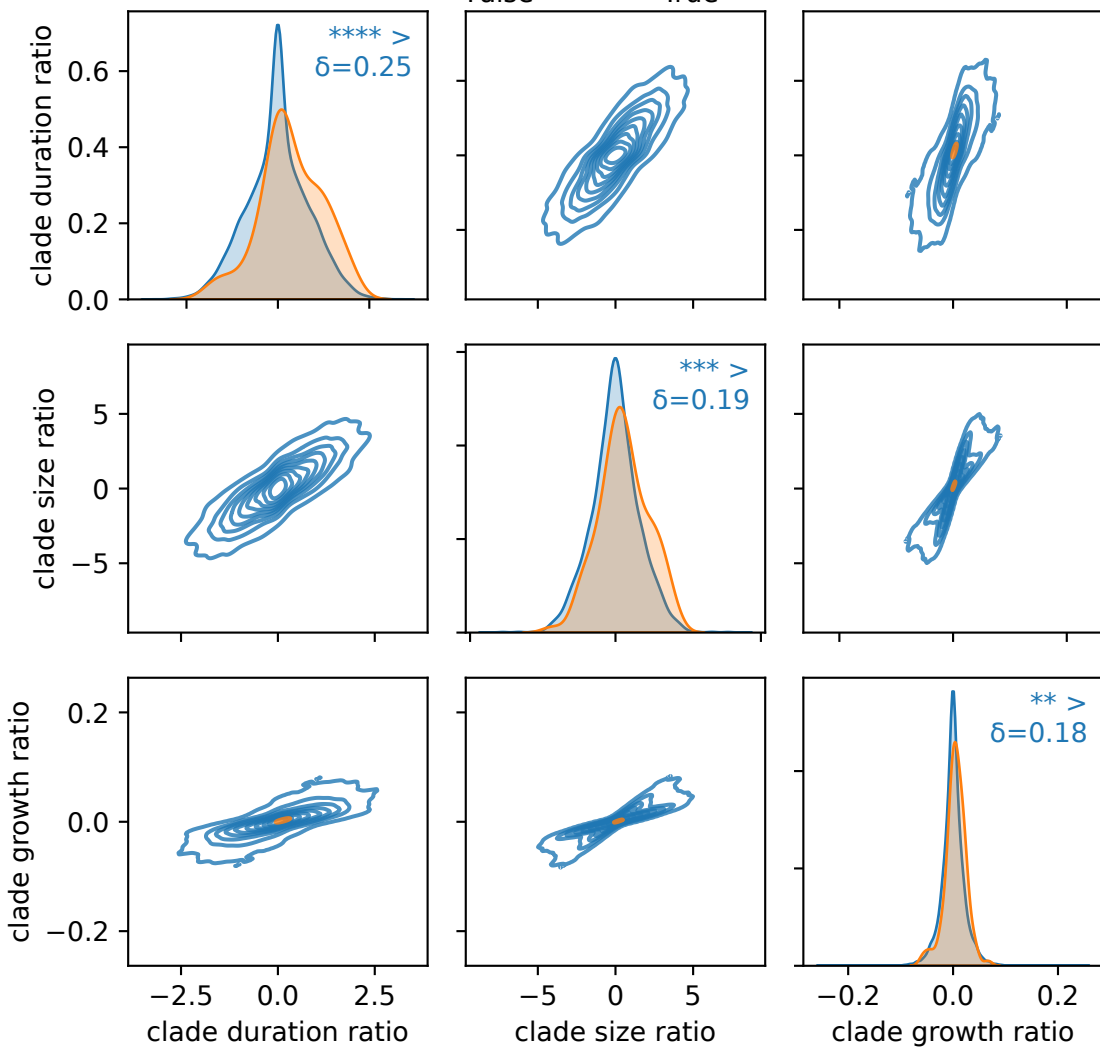 clade duration ratio
0.6
0.4
0.2
0.0
**** >
δ=0.25
clade size ratio
5
0
−5
*** >
δ=0.19
clade growth ratio
0.2
0.0
−0.2
** >
δ=0.18
−2.5 0.0 2.5
−5 0 5
−0.2 0.0 0.2
clade duration ratio
clade size ratio
clade growth ratio